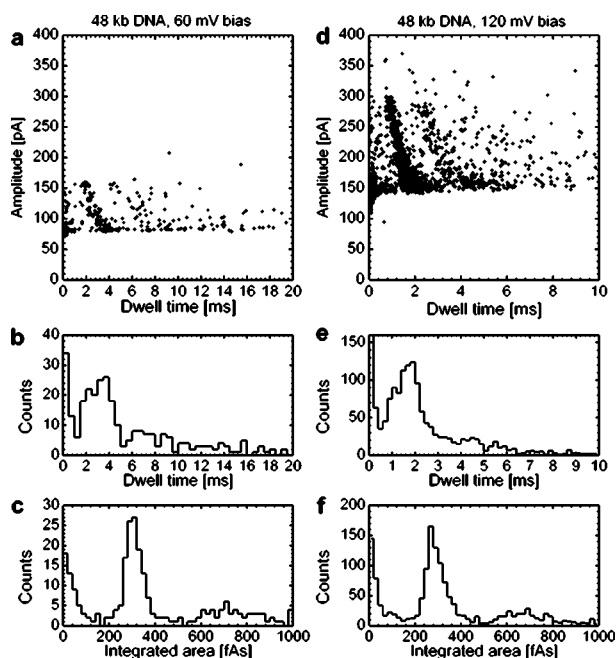 48 kb DNA, 60 mV bias
a
400
350
300
250
200
150
100
50
0
Amplitude [pA]
0 2 4 6 8 10 12 14 16 18 20
Dwell time [ms]
b
40
30
20
10
0
Counts
0 2 4 6 8 10 12 14 16 18 20
Dwell time [ms]
c
30
25
20
15
10
5
0
Counts
0 200 400 600 800 1000
Integrated area [fAs]
48 kb DNA, 120 mV bias
d
400
350
300
250
200
150
100
50
0
Amplitude [pA]
0 2 4 6 8 10
Dwell time [ms]
e
150
100
50
0
Counts
0 1 2 3 4 5 6 7 8 9 10
Dwell time [ms]
f
200
150
100
50
0
Counts
0 200 400 600 800 1000
Integrated area [fAs]